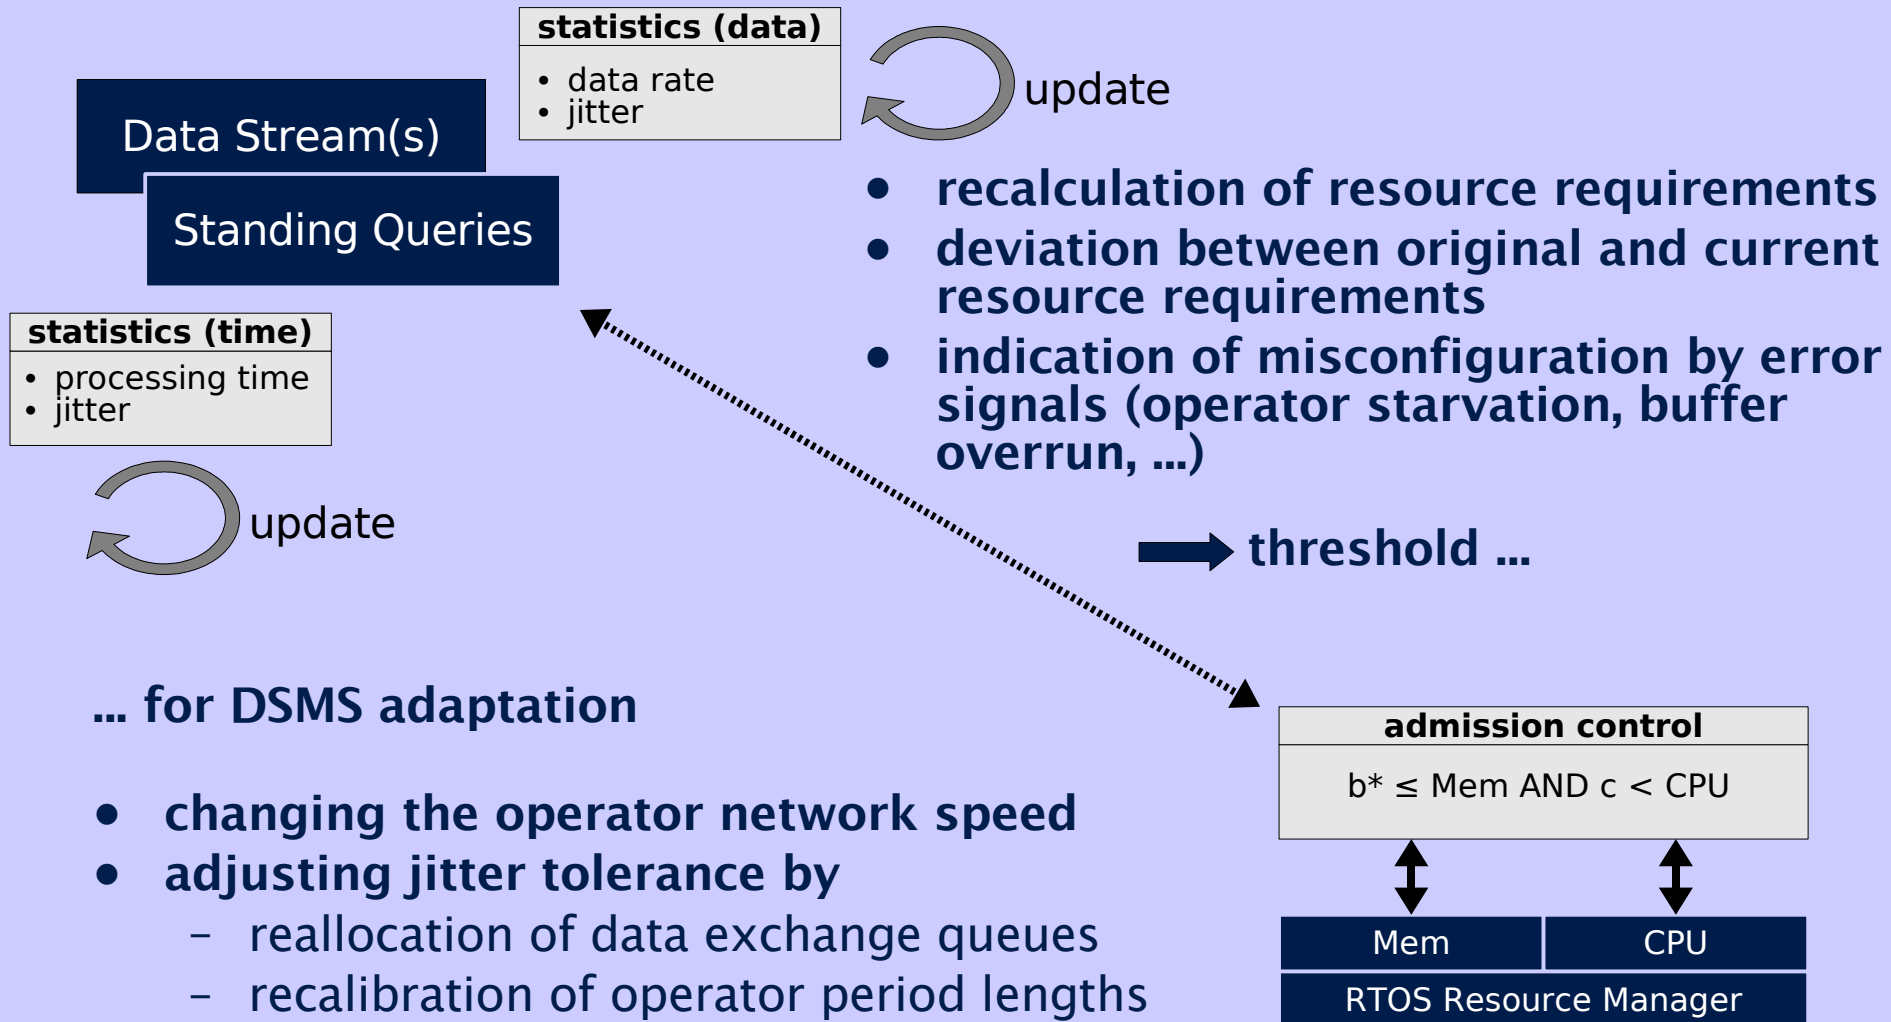 statistics (data)
• data rate
• jitter
update
Data Stream(s)
Standing Queries
• recalculation of resource requirements
• deviation between original and current
resource requirements
• indication of misconfiguration by error
signals (operator starvation, buffer
overrun, ...)
statistics (time)
• processing time
• jitter
update
threshold ...
... for DSMS adaptation
• changing the operator network speed
• adjusting jitter tolerance by
– reallocation of data exchange queues
– recalibration of operator period lengths
admission control
b* ≤ Mem AND c < CPU
Mem CPU
RTOS Resource Manager